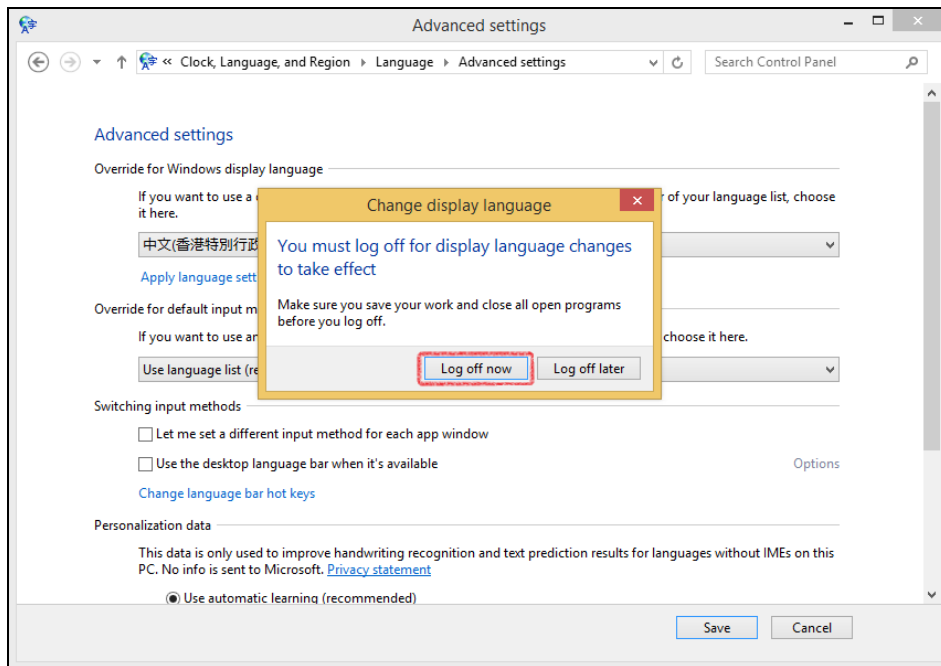 Advanced settings
« Clock, Language, and Region ▸ Language ▸ Advanced settings
Search Control Panel
Advanced settings
Override for Windows display language
If you want to use a
of your language list, choose
it here.
中文(香港特別行政
Apply language sett
Override for default input m
If you want to use an
choose it here.
Use language list (re
Change display language
You must log off for display language changes
to take effect
Make sure you save your work and close all open programs
before you log off.
Log off now
Log off later
Switching input methods
Let me set a different input method for each app window
Use the desktop language bar when it's available
Options
Change language bar hot keys
Personalization data
This data is only used to improve handwriting recognition and text prediction results for languages without IMEs on this
PC. No info is sent to Microsoft. Privacy statement
Use automatic learning (recommended)
Save
Cancel